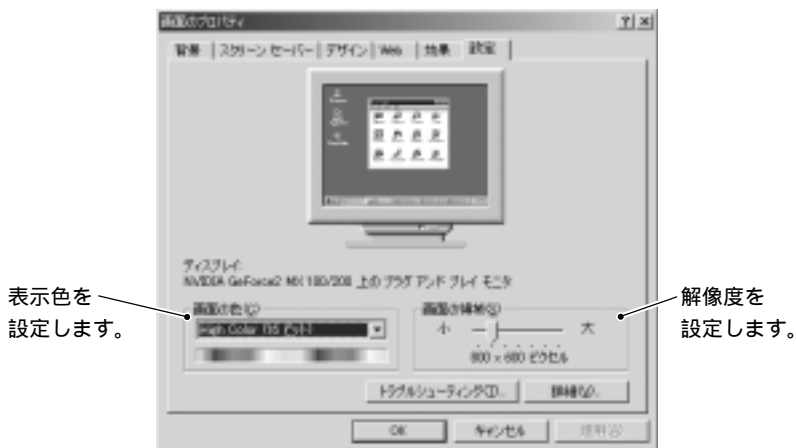 画面のプロパティ
背景 スクリーン セーバー デザイン Web 効果 設定
ディスプレイ:
NVIDIA GeForce2 MX 100/200 上の プラグ アンド プレイ モニタ
表示色を
設定します。
画面の色(C)
High Color (16 ビット)
画面の領域(S)
小 大
800 x 600 ピクセル
解像度を
設定します。
トラブルシューティング(T)... 詳細(V)...
OK キャンセル 適用(A)